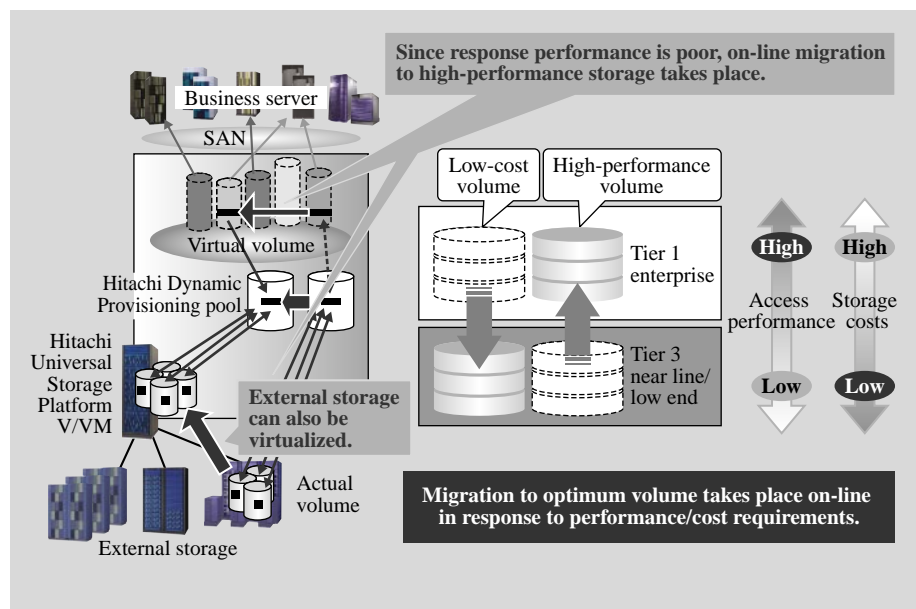 Since response performance is poor, on-line migration
to high-performance storage takes place.
Business server
SAN
Virtual volume
Hitachi Dynamic
Provisioning pool
Hitachi
Universal
Storage
Platform
V/VM
External storage
can also be
virtualized.
Actual
volume
External storage
Low-cost
volume
High-performance
volume
Tier 1
enterprise
Tier 3
near line/
low end
High
High
Access
performance
Storage
costs
Low
Low
Migration to optimum volume takes place on-line
in response to performance/cost requirements.